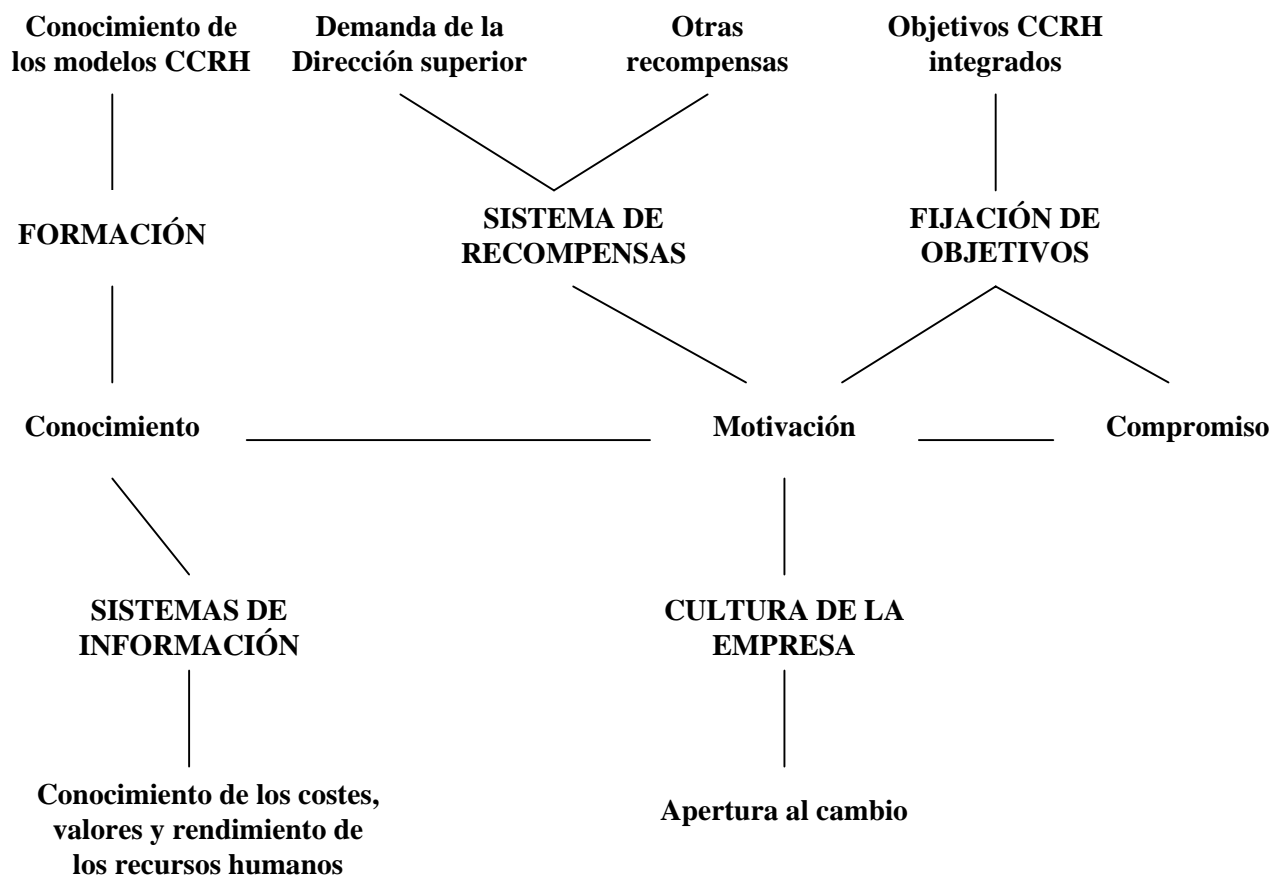 Conocimiento de
los modelos CCRH
Demanda de la
Dirección superior
Otras
recompensas
Objetivos CCRH
integrados
FORMACIÓN
SISTEMA DE
RECOMPENSAS
FIJACIÓN DE
OBJETIVOS
Conocimiento
Motivación
Compromiso
SISTEMAS DE
INFORMACIÓN
CULTURA DE LA
EMPRESA
Conocimiento de los costes,
valores y rendimiento de
los recursos humanos
Apertura al cambio